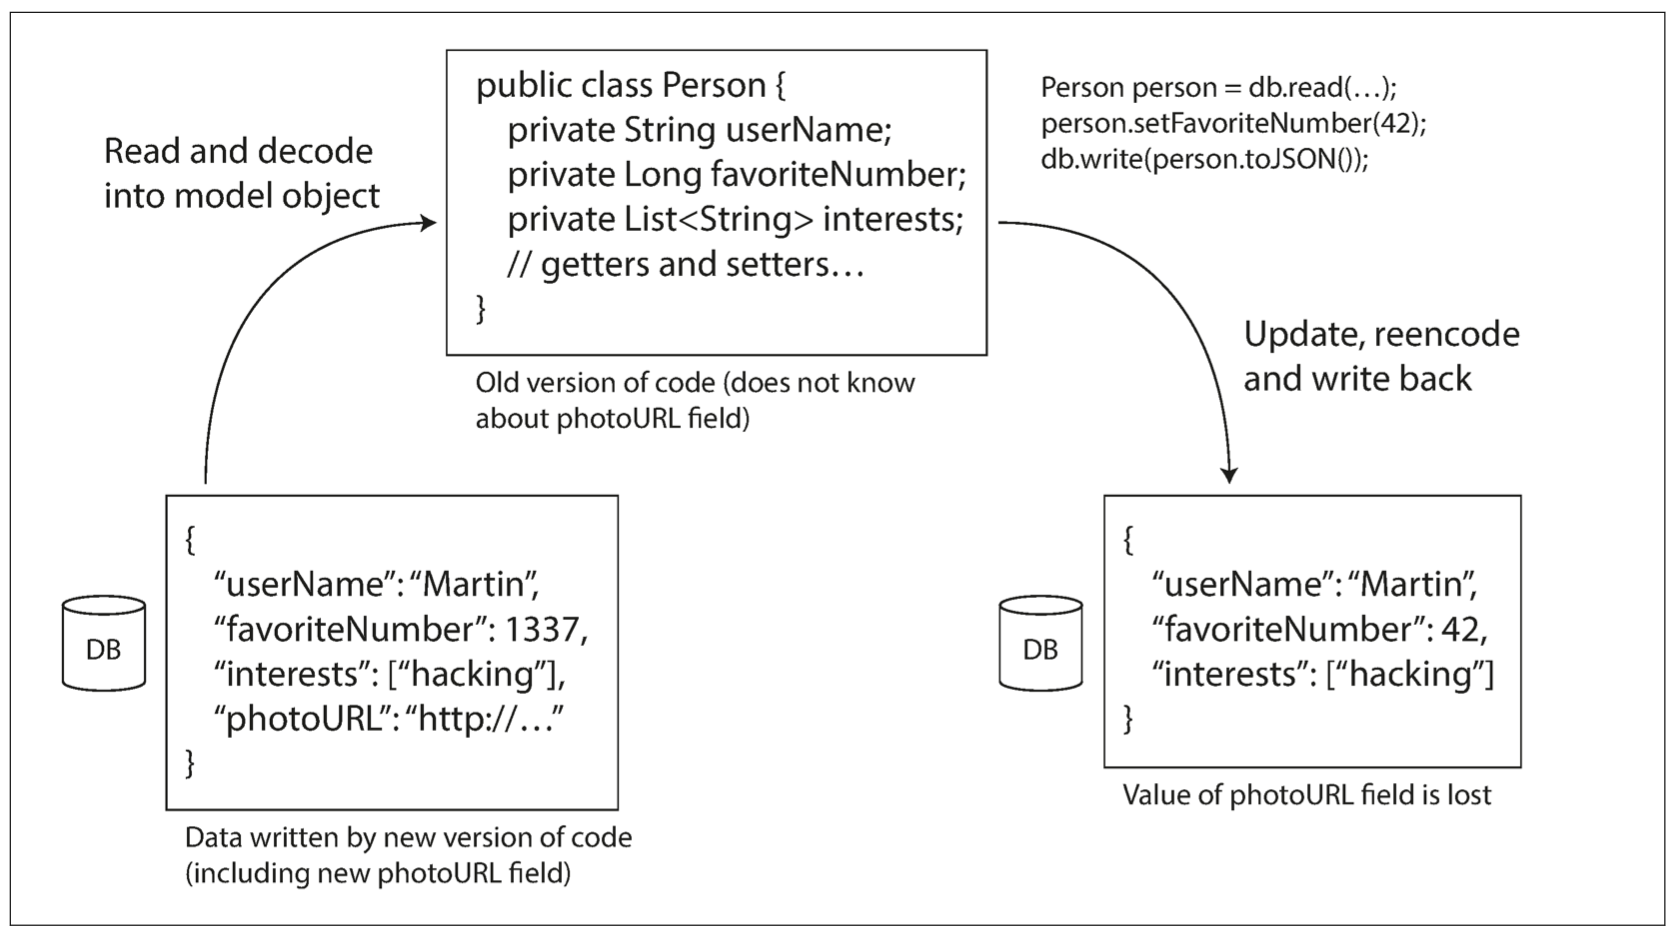 Read and decode
into model object
public class Person {
private String userName;
private Long favoriteNumber;
private List<String> interests;
// getters and setters…
}
Old version of code (does not know
about photoURL field)
Person person = db.read(…);
person.setFavoriteNumber(42);
db.write(person.toJSON());
Update, reencode
and write back
DB
{
“userName”: “Martin”,
“favoriteNumber”: 1337,
“interests”: [“hacking”],
“photoURL”: “http://…”
}
Data written by new version of code
(including new photoURL field)
DB
{
“userName”: “Martin”,
“favoriteNumber”: 42,
“interests”: [“hacking”]
}
Value of photoURL field is lost